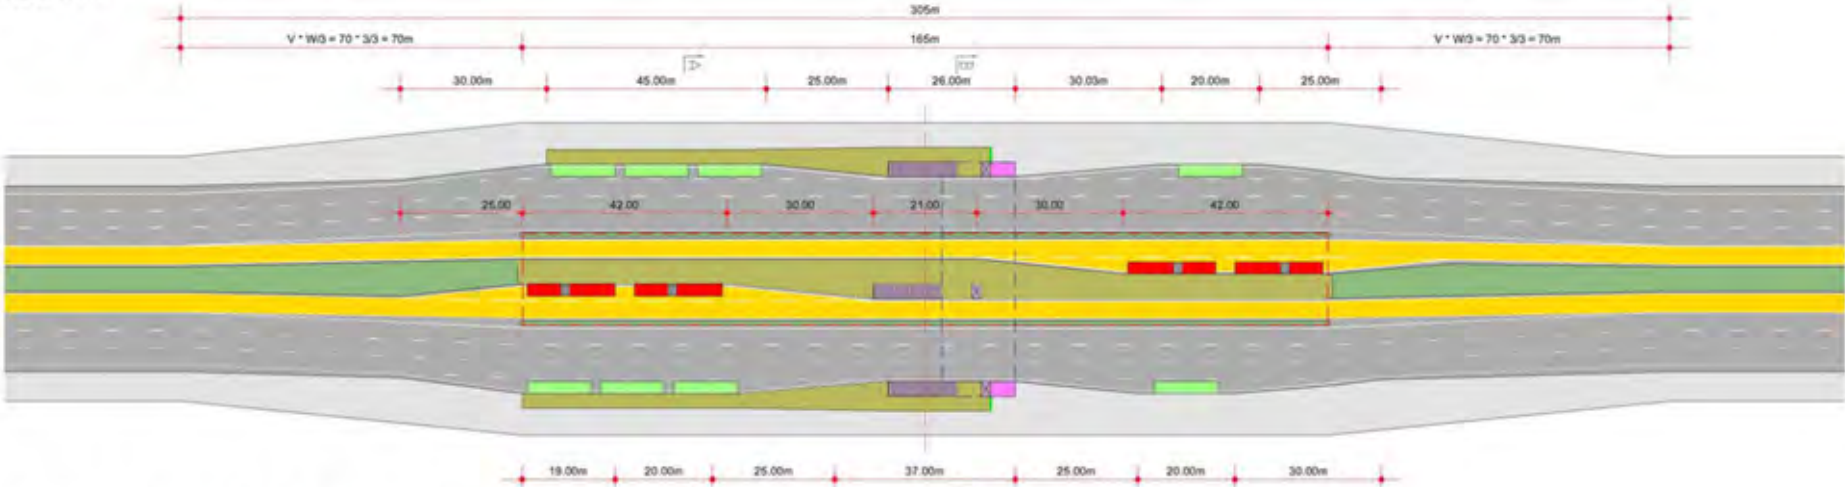 305m
V * W/3 = 70 * 3/3 = 70m 165m V * W/3 = 70 * 3/3 = 70m
30.00m 45.00m 25.00m 26.00m 30.03m 20.00m 25.00m
25.00 42.00 30.00 21.00 30.00 42.00
19.00m 20.00m 25.00m 37.00m 25.00m 20.00m 30.00m